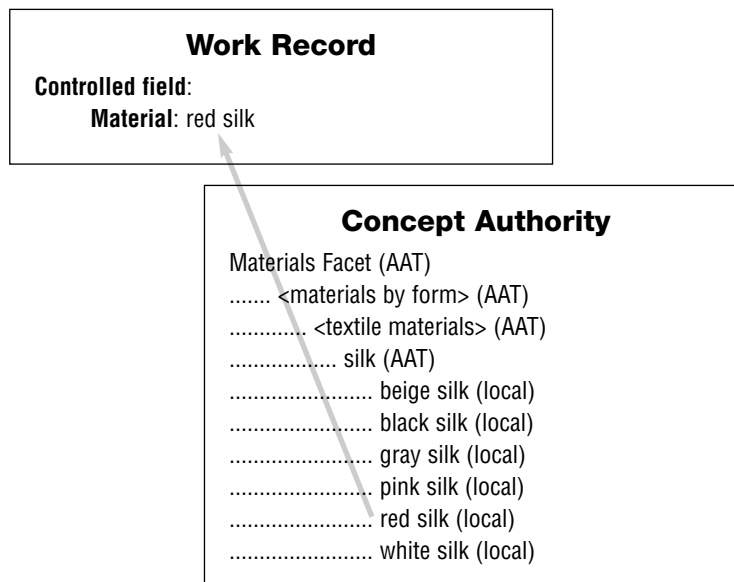 Work Record
Controlled field:
Material: red silk
Concept Authority
Materials Facet (AAT)
....... <materials by form> (AAT)
............. <textile materials> (AAT)
.................. silk (AAT)
........................ beige silk (local)
........................ black silk (local)
........................ gray silk (local)
........................ pink silk (local)
........................ red silk (local)
........................ white silk (local)